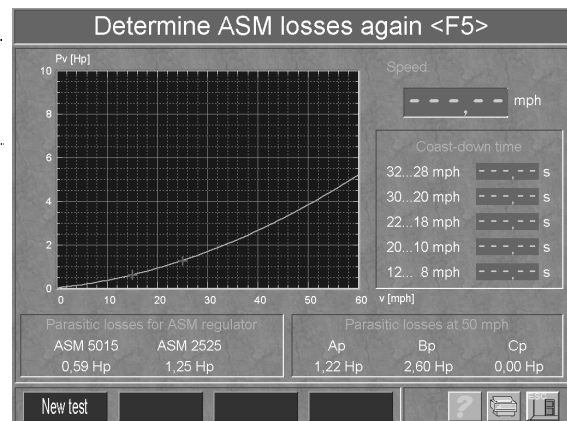 Determine ASM losses again <F5>
Pv [Hp]
10
8
6
4
2
0
0 10 20 30 40 50 60 v [mph]
Speed:
- - - , - - mph
Coast-down time
32...28 mph - - - , - - s
30...20 mph - - - , - - s
22...18 mph - - - , - - s
20...10 mph - - - , - - s
12... 8 mph - - - , - - s
Parasitic losses for ASM regulator
ASM 5015 ASM 2525
0,59 Hp 1,25 Hp
Parasitic losses at 50 mph
Ap Bp Cp
1,22 Hp 2,60 Hp 0,00 Hp
New test
?
ESC